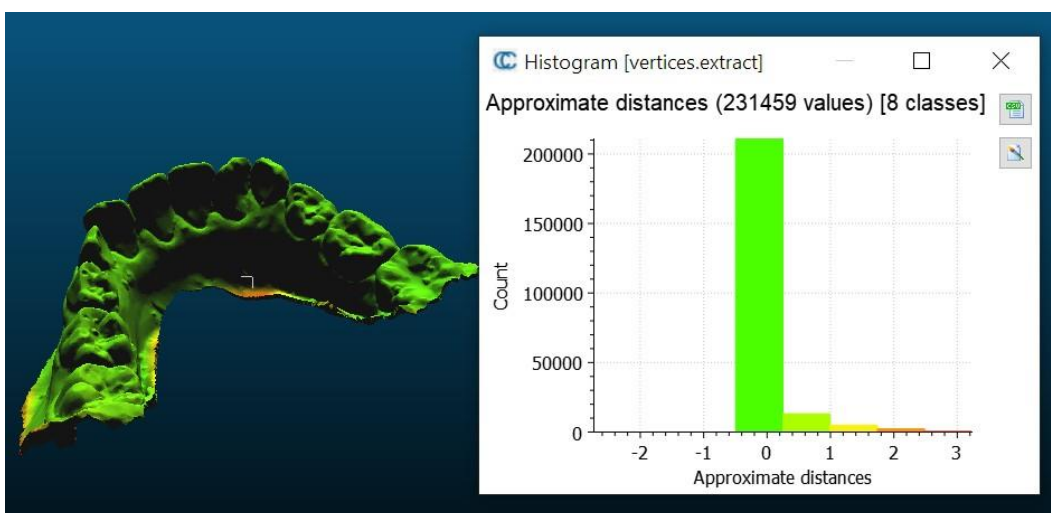 Histogram [vertices.extract]
Approximate distances (231459 values) [8 classes]
200000
150000
100000
50000
0
Count
-2 -1 0 1 2 3
Approximate distances